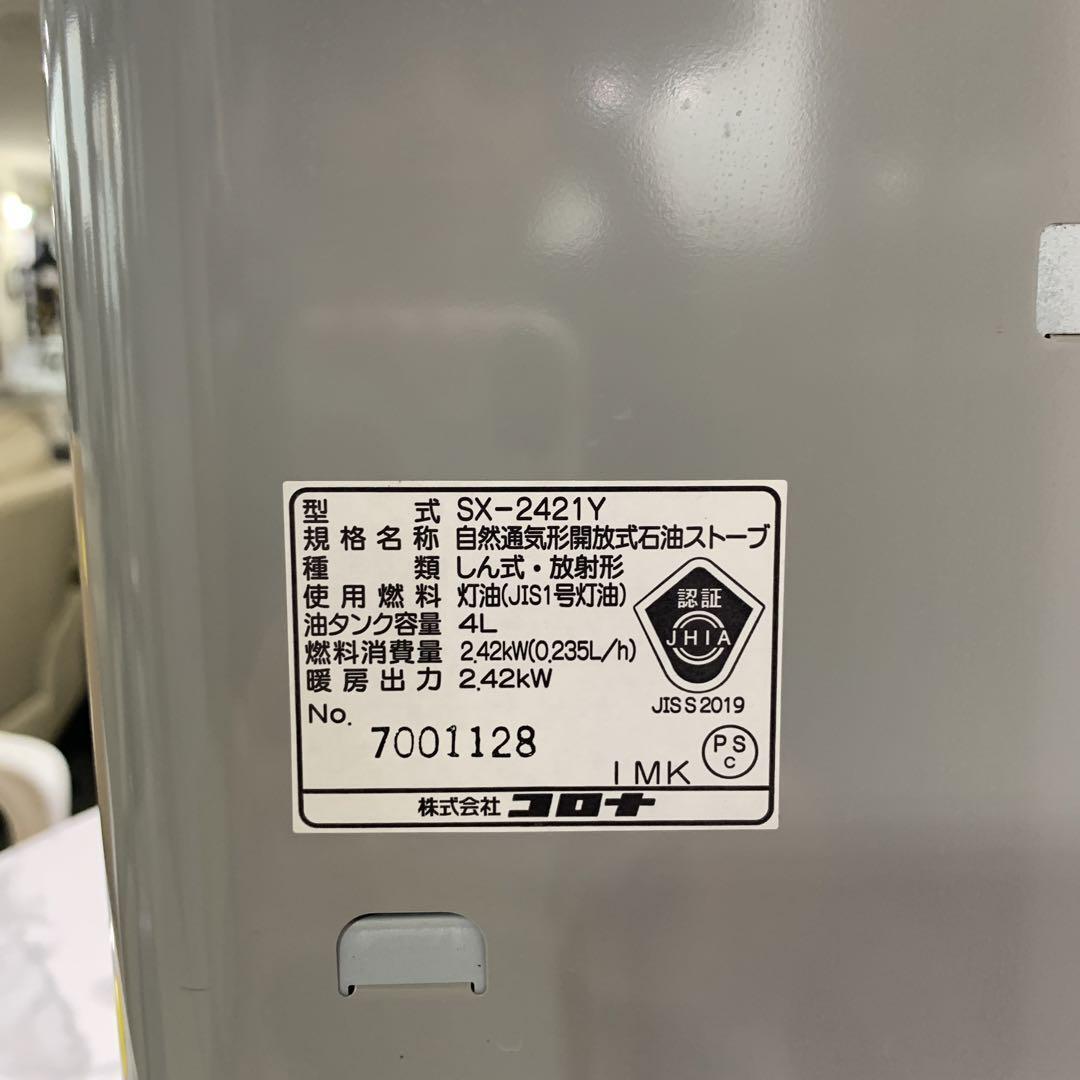 型式 SX-2421Y
規格名称 自然通気形開放式石油ストーブ
種類 しん式・放射形
使用燃料 灯油(JIS1号灯油)
油タンク容量 4L
燃料消費量 2.42kW(0.235L/h)
暖房出力 2.42kW
認証
JHIA
JIS S 2019
No. 7001128
1MK
PS
C
株式会社 コロナ